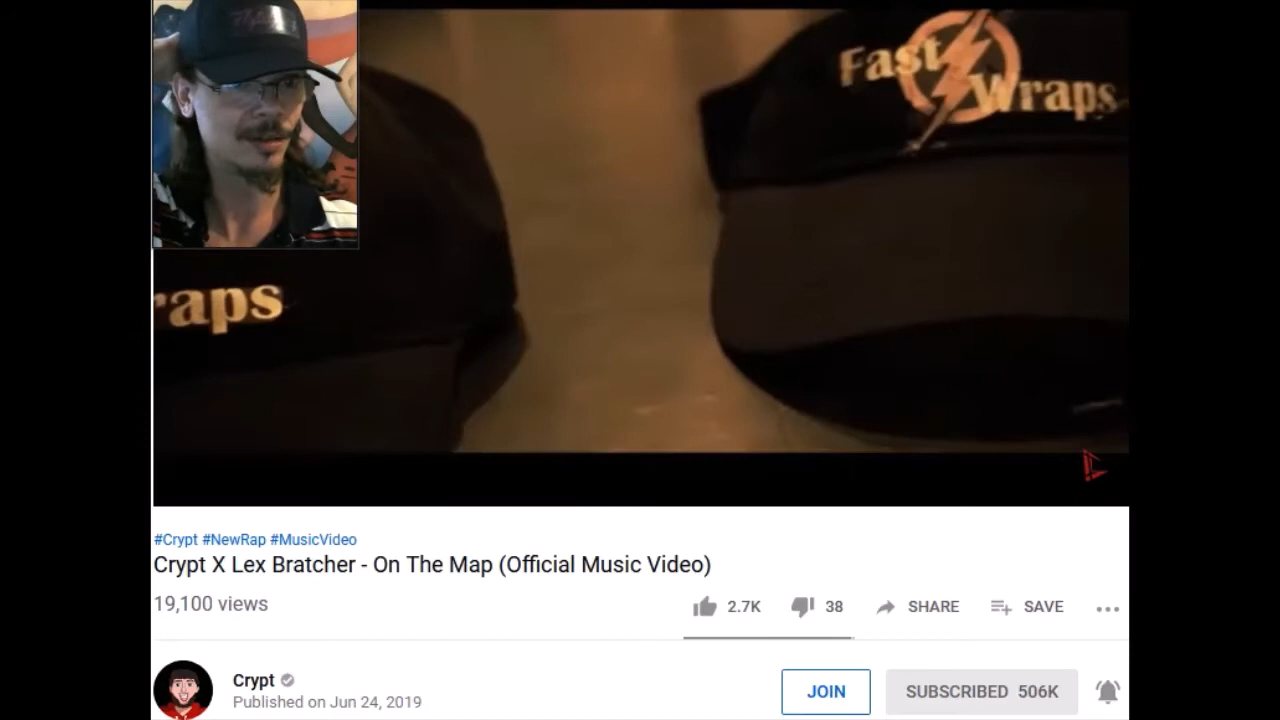 Fast
Wraps
raps
#Crypt #NewRap #MusicVideo
Crypt X Lex Bratcher - On The Map (Official Music Video)
19,100 views
2.7K 38 SHARE SAVE
Crypt
Published on Jun 24, 2019
JOIN SUBSCRIBED 506K